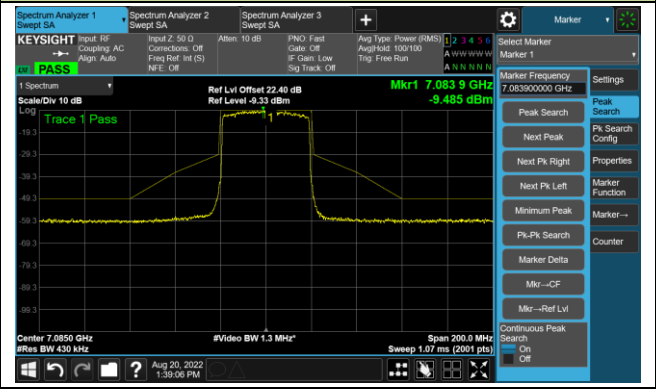 Spectrum Analyzer 1
Swept SA
Spectrum Analyzer 2
Swept SA
Spectrum Analyzer 3
Swept SA
+
Marker
KEYSIGHT
Input: RF
Coupling: AC
Align: Auto
Input Z: 50 Ω
Corrections: Off
Freq Ref: Int (S)
NFE: Off
Atten: 10 dB
PNO: Fast
Gate: Off
IF Gain: Low
Sig Track: Off
Avg Type: Power (RMS)
Avg|Hold: 100/100
Trig: Free Run
1 2 3 4 5 6
A W W W W W
A N N N N N
PASS
Select Marker
Marker 1
1 Spectrum
Scale/Div 10 dB
Ref Lvl Offset 22.40 dB
Ref Level -9.33 dBm
Mkr1 7.083 9 GHz
-9.485 dBm
Log
Trace 1 Pass
1
-19.3
-29.3
-39.3
-49.3
-59.3
-69.3
-79.3
-89.3
-99.3
Center 7.0850 GHz
#Res BW 430 kHz
#Video BW 1.3 MHz*
Span 200.0 MHz
Sweep 1.07 ms (2001 pts)
Marker Frequency
7.083900000 GHz
Peak Search
Next Peak
Next Pk Right
Next Pk Left
Minimum Peak
Pk-Pk Search
Marker Delta
Mkr→CF
Mkr→Ref Lvl
Continuous Peak
Search
On
Off
Settings
Peak
Search
Pk Search
Config
Properties
Marker
Function
Marker→
Counter
?
Aug 20, 2022
1:39:06 PM